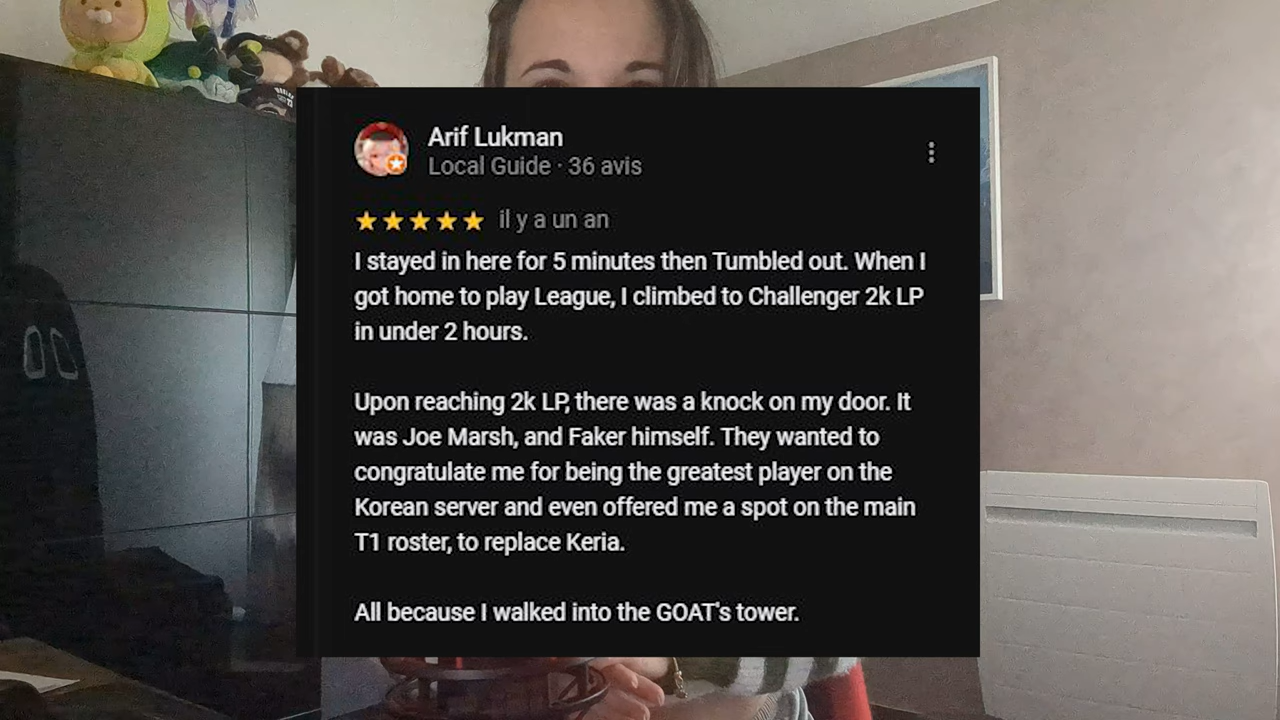 Arif Lukman
Local Guide · 36 avis
il y a un an
I stayed in here for 5 minutes then Tumbled out. When I
got home to play League, I climbed to Challenger 2k LP
in under 2 hours.
Upon reaching 2k LP, there was a knock on my door. It
was Joe Marsh, and Faker himself. They wanted to
congratulate me for being the greatest player on the
Korean server and even offered me a spot on the main
T1 roster, to replace Keria.
All because I walked into the GOAT's tower.